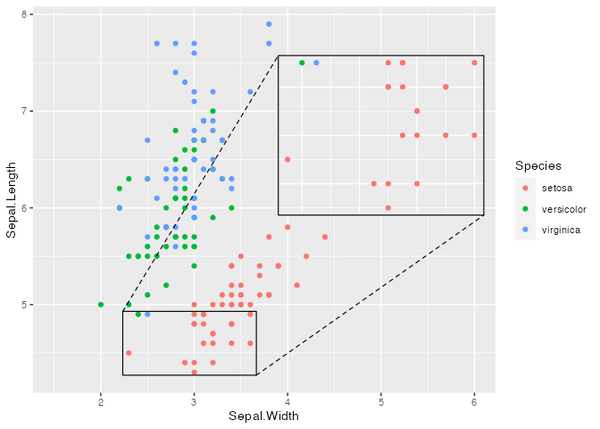 8
7
6
5
Sepal.Length
2
3
4
5
6
Sepal.Width
Species
setosa
versicolor
virginica